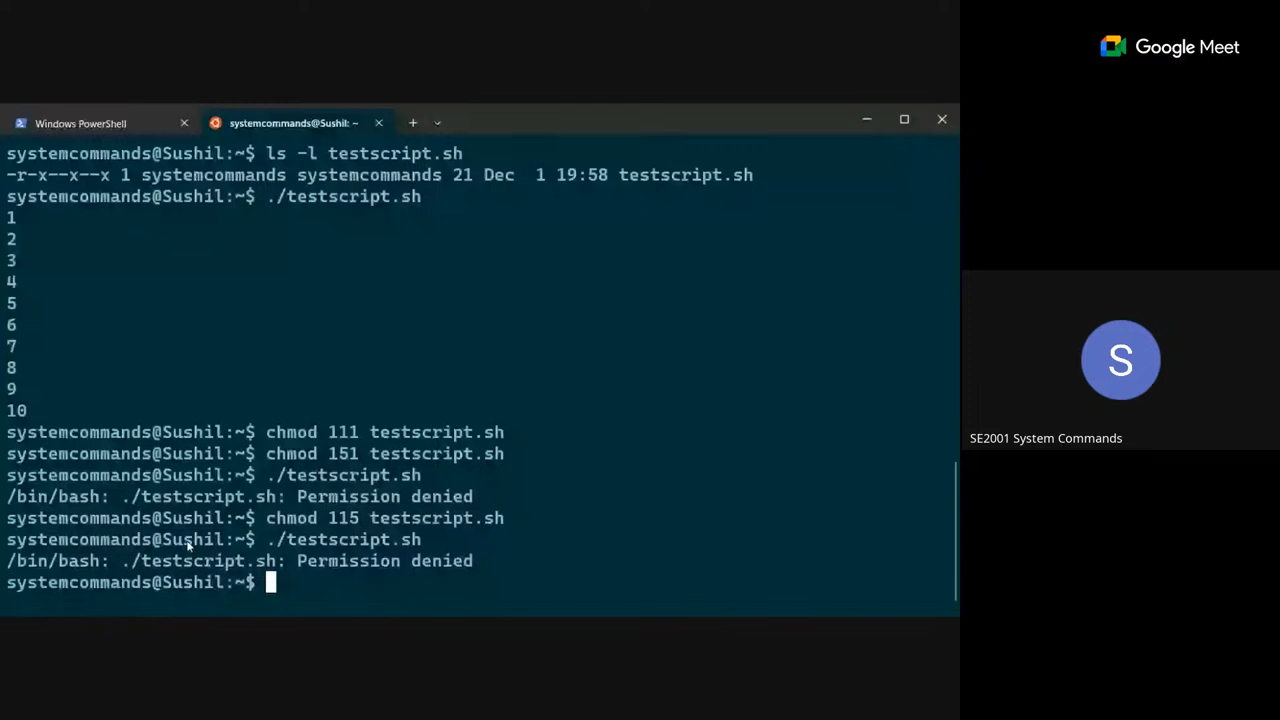 Google Meet
Windows PowerShell
systemcommands@Sushil: ~
systemcommands@Sushil:~$ ls -l testscript.sh
-r-x--x--x 1 systemcommands systemcommands 21 Dec  1 19:58 testscript.sh
systemcommands@Sushil:~$ ./testscript.sh
1
2
3
4
5
6
7
8
9
10
systemcommands@Sushil:~$ chmod 111 testscript.sh
systemcommands@Sushil:~$ chmod 151 testscript.sh
systemcommands@Sushil:~$ ./testscript.sh
/bin/bash: ./testscript.sh: Permission denied
systemcommands@Sushil:~$ chmod 115 testscript.sh
systemcommands@Sushil:~$ ./testscript.sh
/bin/bash: ./testscript.sh: Permission denied
systemcommands@Sushil:~$
S
SE2001 System Commands